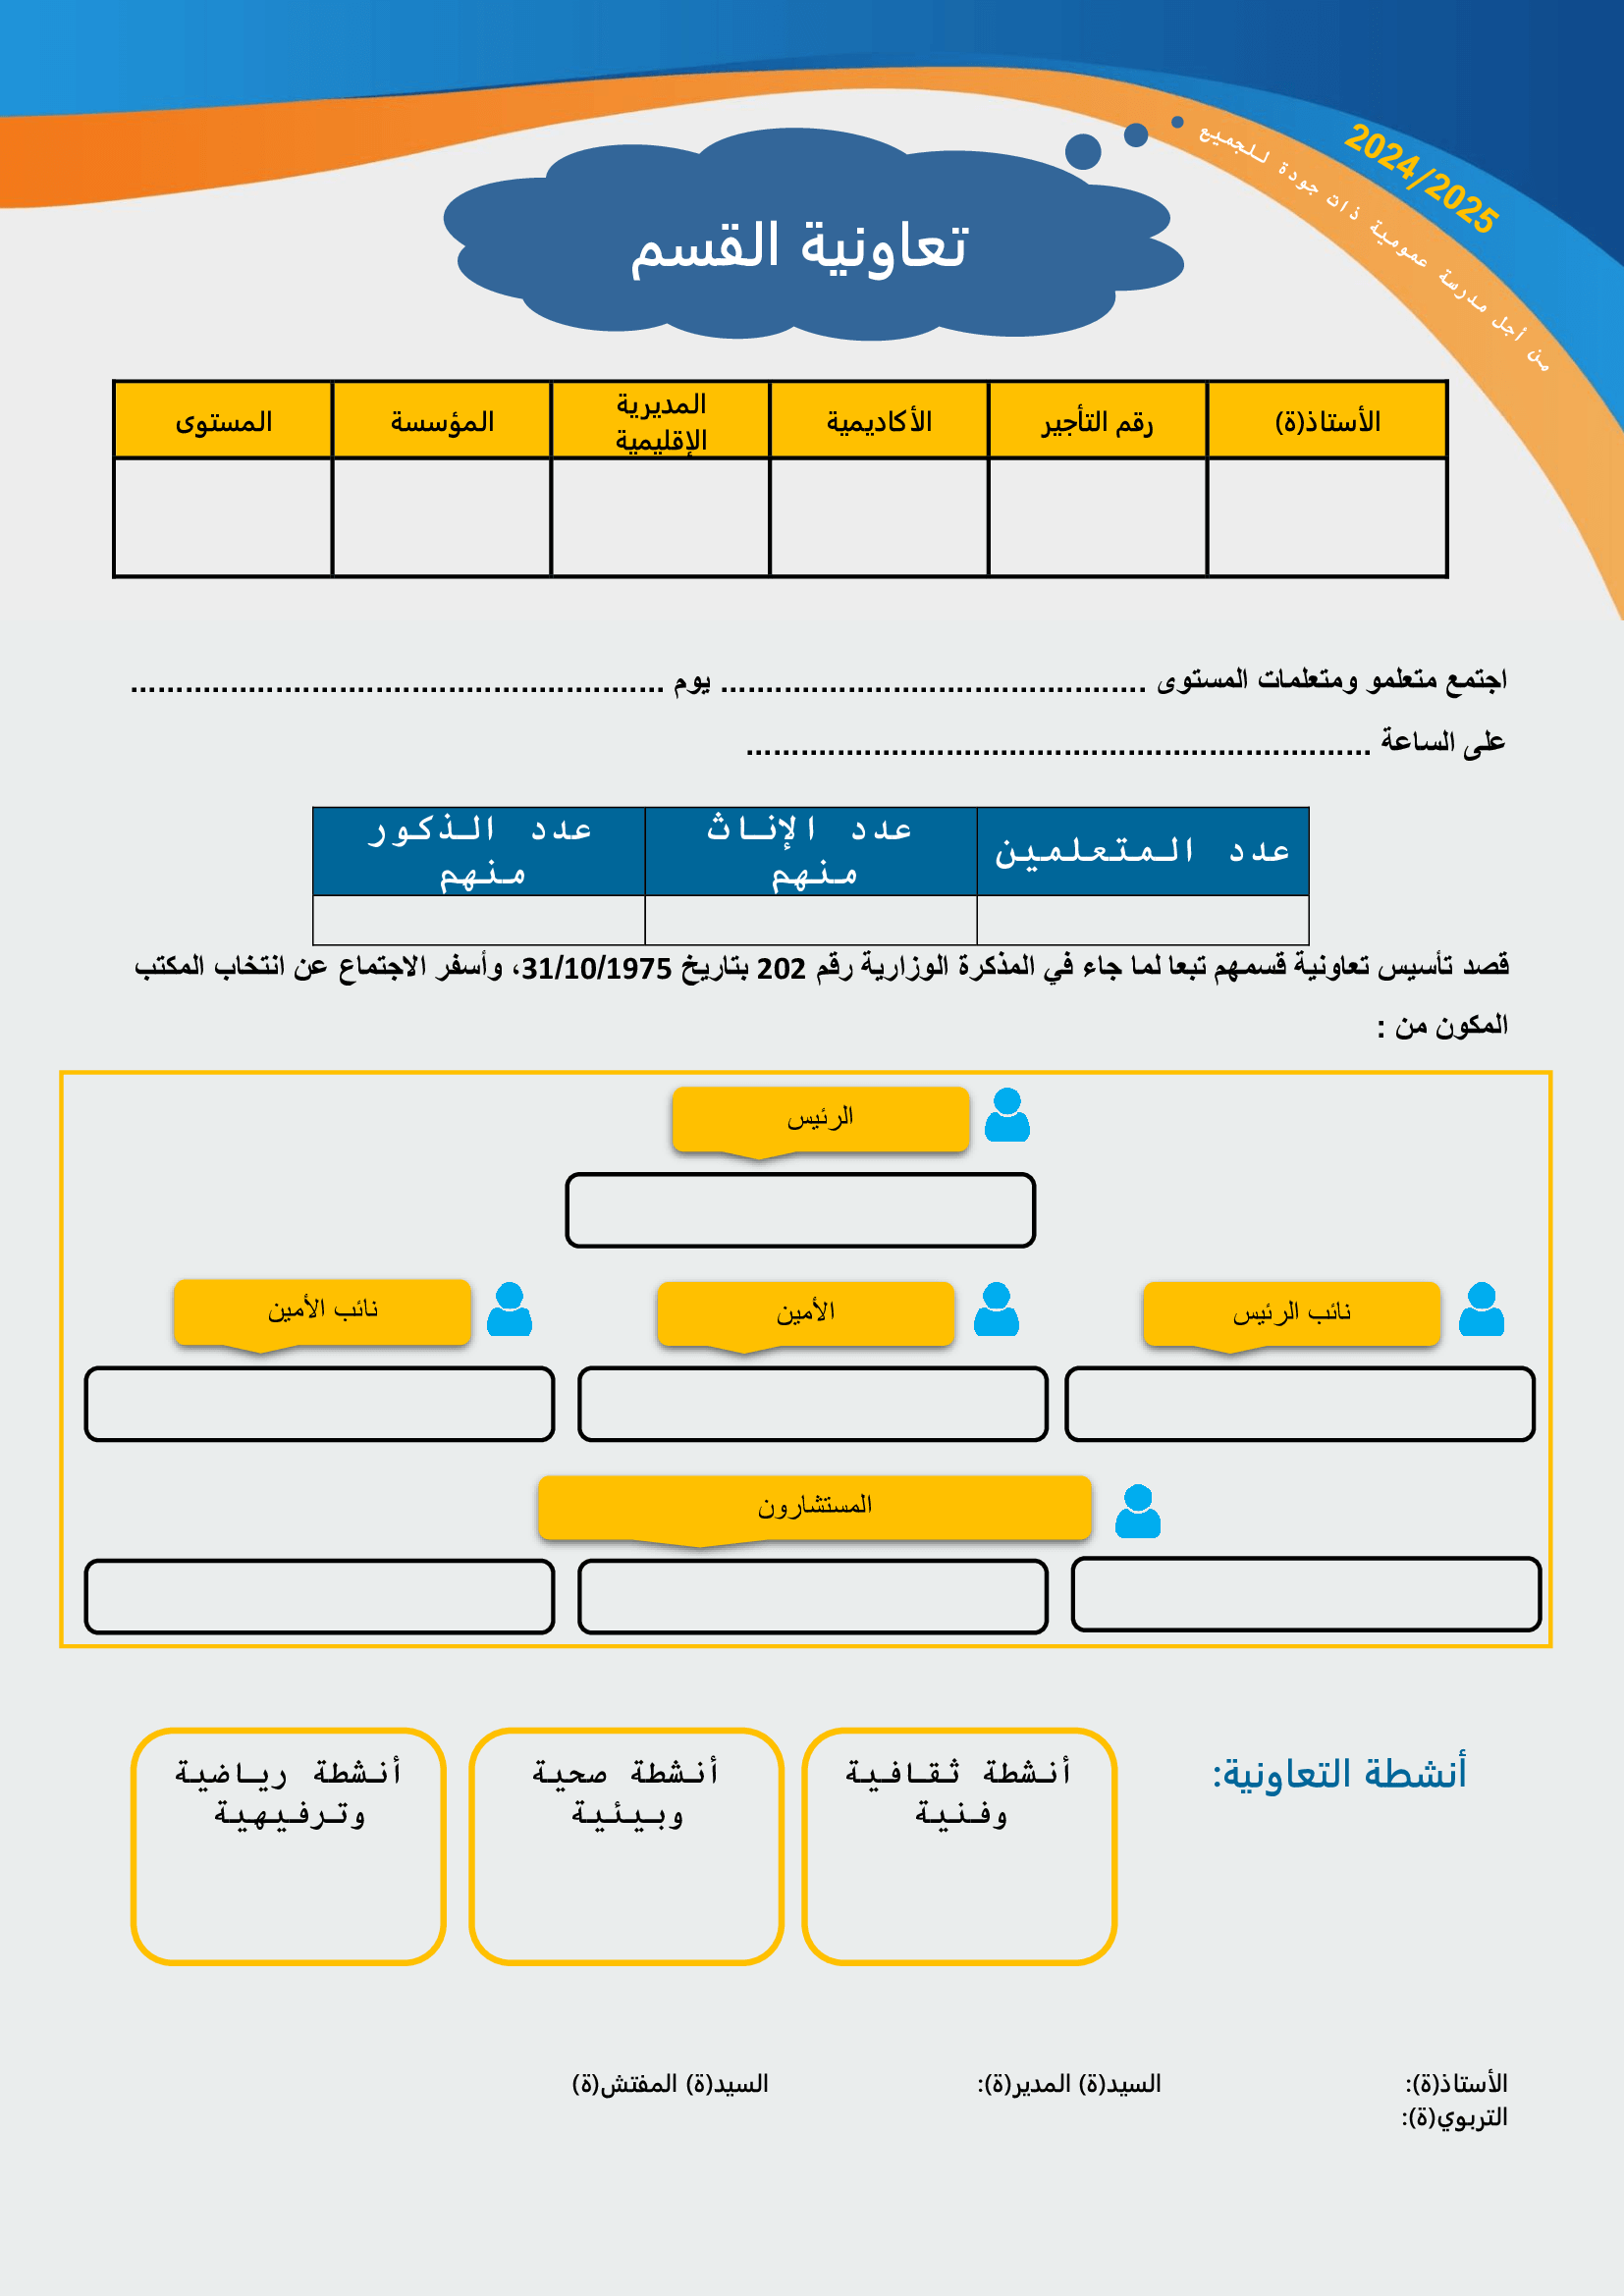 2024//2025
من أجل مدرسة عمومية ذات جودة للجميع
تعاونية القسم
الأستاذ(ة)
رقم التأجير
الأكاديمية
المديرية
الإقليمية
المؤسسة
المستوى
اجتمع متعلمو ومتعلمات المستوى ............................................... يوم ...........................................................
على الساعة .....................................................................
عدد المتعلمين
عدد الإناث
منهم
عدد الذكور
منهم
قصد تأسيس تعاونية قسمهم تبعا لما جاء في المذكرة الوزارية رقم 202 بتاريخ 31/10/1975، وأسفر الاجتماع عن انتخاب المكتب
المكون من :
الرئيس
نائب الرئيس
الأمين
نائب الأمين
المستشارون
أنشطة التعاونية:
أنشطة ثقافية
وفنية
أنشطة صحية
وبيئية
أنشطة رياضية
وترفيهية
الأستاذ(ة): السيد(ة) المدير(ة): السيد(ة) المفتش(ة)
التربوي(ة):